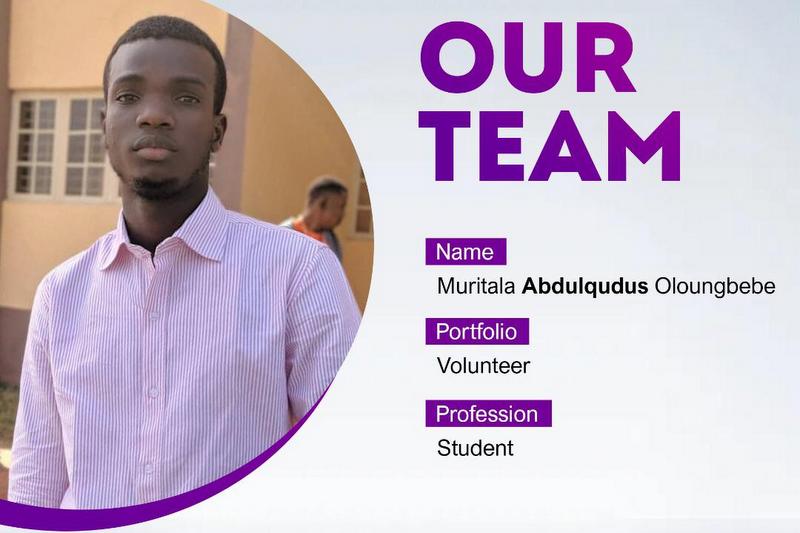 OUR
TEAM
Name
Muritala Abdulqudus Oloungbebe
Portfolio
Volunteer
Profession
Student